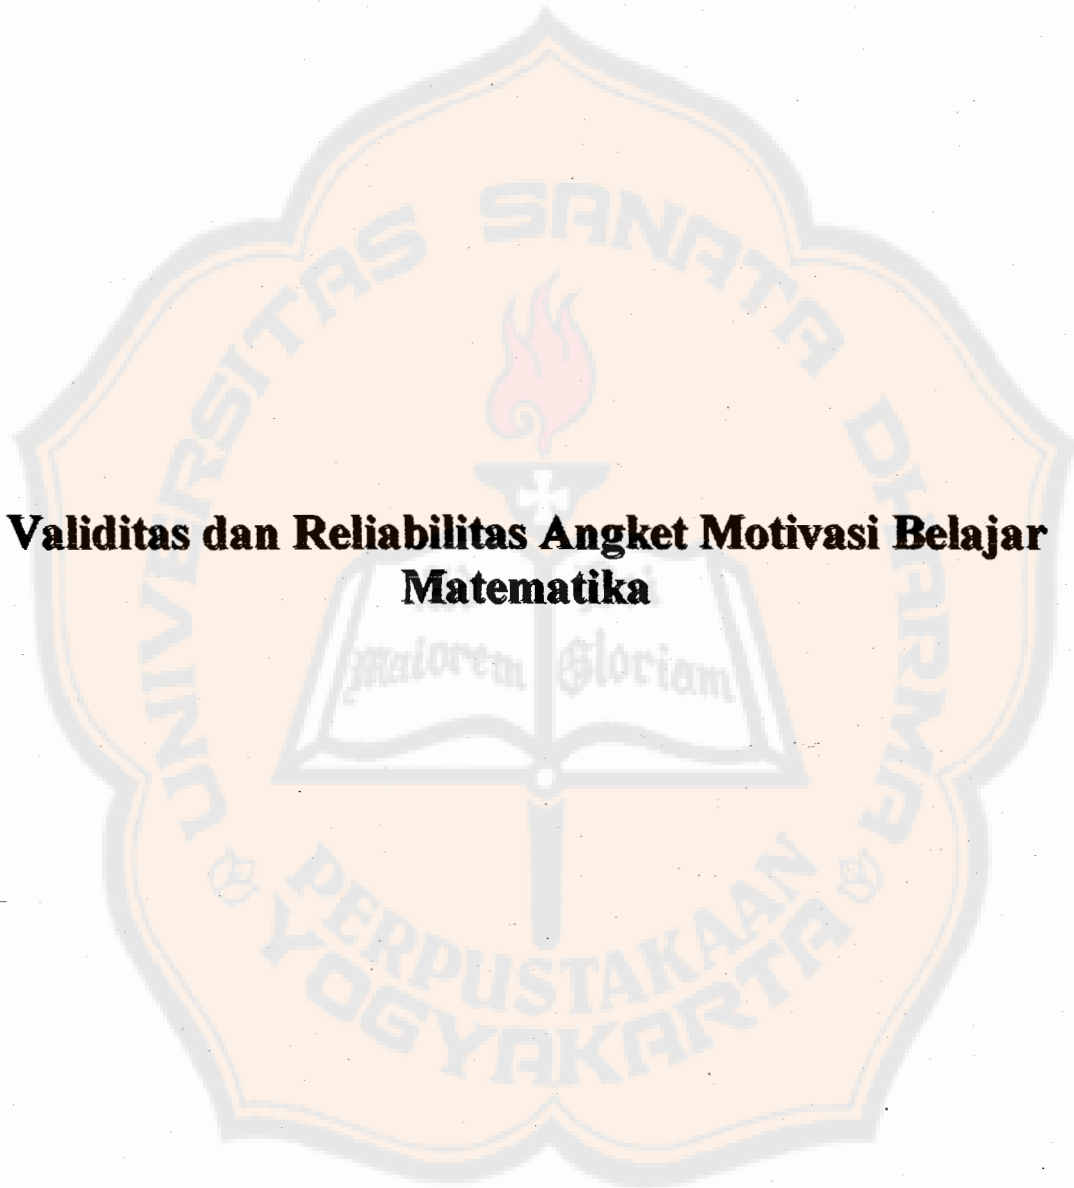 UNIVERSITAS SANATA DHARMA
Validitas dan Reliabilitas Angket Motivasi Belajar
Matematika
maiorem Gloriam
PERPUSTAKAAN
YOGYAKARTA